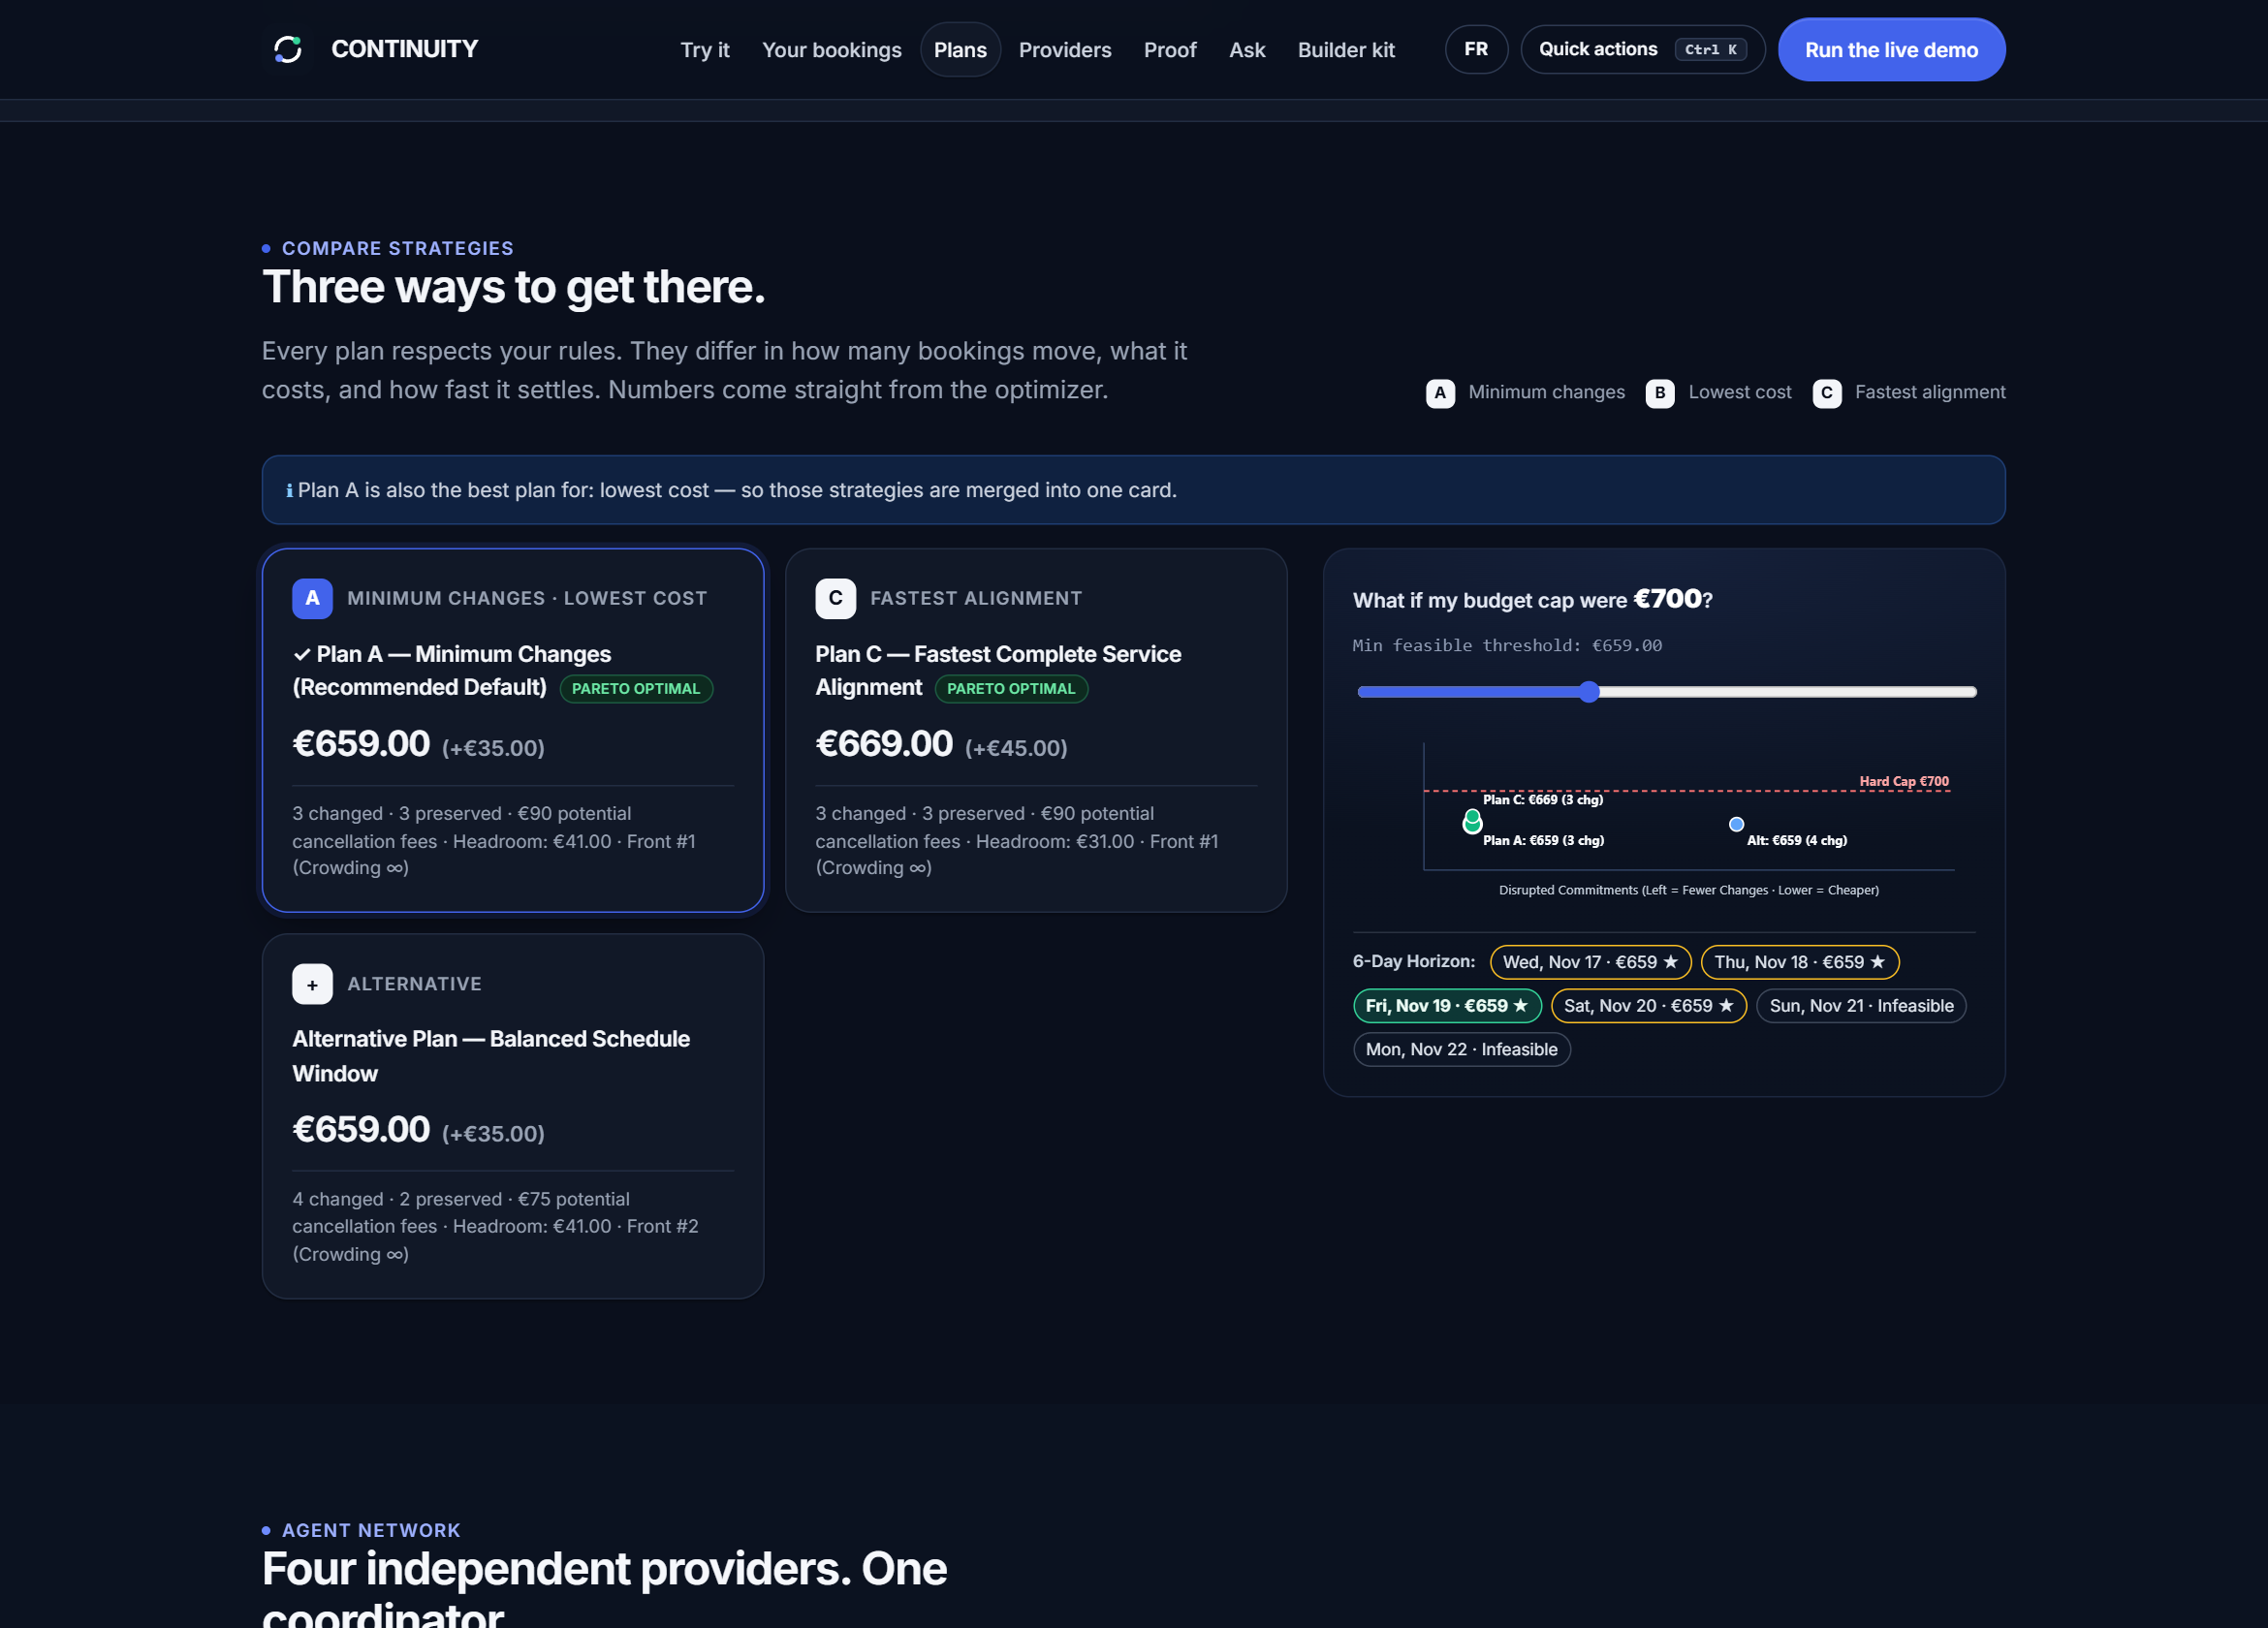 CONTINUITY
Try it
Your bookings
Plans
Providers
Proof
Ask
Builder kit
FR
Quick actions Ctrl K
Run the live demo
COMPARE STRATEGIES
Three ways to get there.
Every plan respects your rules. They differ in how many bookings move, what it
costs, and how fast it settles. Numbers come straight from the optimizer.
A Minimum changes B Lowest cost C Fastest alignment
i Plan A is also the best plan for: lowest cost — so those strategies are merged into one card.
A MINIMUM CHANGES · LOWEST COST
✓ Plan A — Minimum Changes
(Recommended Default) PARETO OPTIMAL
€659.00 (+€35.00)
3 changed · 3 preserved · €90 potential
cancellation fees · Headroom: €41.00 · Front #1
(Crowding ∞)
C FASTEST ALIGNMENT
Plan C — Fastest Complete Service
Alignment PARETO OPTIMAL
€669.00 (+€45.00)
3 changed · 3 preserved · €90 potential
cancellation fees · Headroom: €31.00 · Front #1
(Crowding ∞)
+ ALTERNATIVE
Alternative Plan — Balanced Schedule
Window
€659.00 (+€35.00)
4 changed · 2 preserved · €75 potential
cancellation fees · Headroom: €41.00 · Front #2
(Crowding ∞)
What if my budget cap were €700?
Min feasible threshold: €659.00
Hard Cap €700
Plan C: €669 (3 chg)
Plan A: €659 (3 chg)
Alt: €659 (4 chg)
Disrupted Commitments (Left = Fewer Changes · Lower = Cheaper)
6-Day Horizon: Wed, Nov 17 · €659 ★ Thu, Nov 18 · €659 ★
Fri, Nov 19 · €659 ★ Sat, Nov 20 · €659 ★ Sun, Nov 21 · Infeasible
Mon, Nov 22 · Infeasible
AGENT NETWORK
Four independent providers. One
coordinator